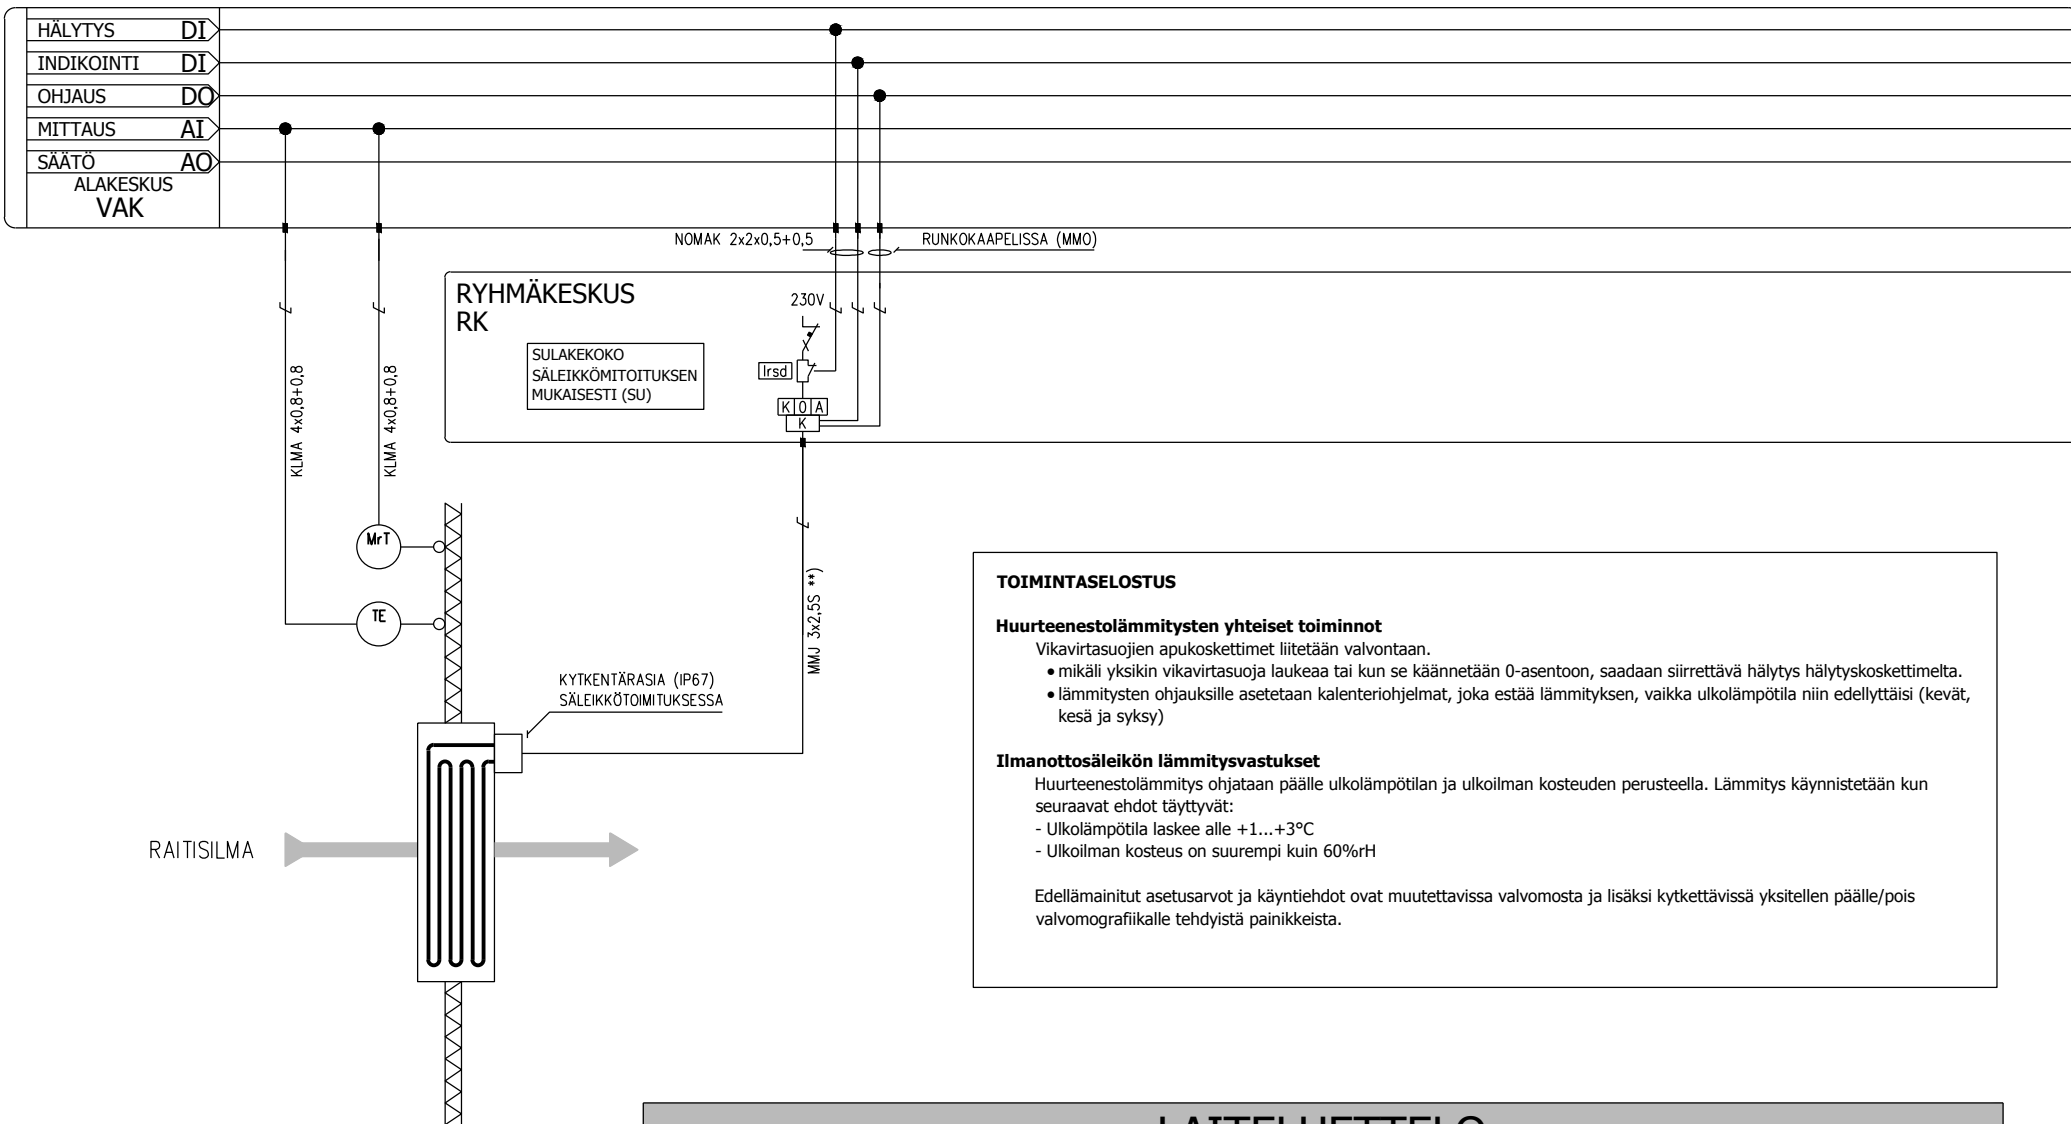 HÄLYTYS DI
INDIKOINTI DI
OHJAUS DO
MITTAUS AI
SÄÄTÖ AO
ALAKESKUS
VAK
NOMAK 2x2x0,5+0,5
RUNKOKAAPELISSA (MMO)
RYHMÄKESKUS
RK
230V
SULAKEKOKO
SÄLEIKKÖMITOITUKSEN
MUKAISESTI (SU)
Irsd
K 0 A
K
KLMA 4x0,8+0,8
KLMA 4x0,8+0,8
MrT
TE
MMJ 3x2,5S **)
KYTKENTÄRASIA (IP67)
SÄLEIKKÖTOIMITUKSESSA
RAITISILMA
TOIMINTASELOSTUS
Huurteenestolämmitysten yhteiset toiminnot
Vikavirtasuojien apukoskettimet liitetään valvontaan.
• mikäli yksikin vikavirtasuoja laukeaa tai kun se käännetään 0-asentoon, saadaan siirrettävä hälytys hälytyskoskettimelta.
• lämmitysten ohjauksille asetetaan kalenteriohjelmat, joka estää lämmityksen, vaikka ulkolämpötila niin edellyttäisi (kevät,
kesä ja syksy)
Ilmanottosäleikön lämmitysvastukset
Huurteenestolämmitys ohjataan päälle ulkolämpötilan ja ulkoilman kosteuden perusteella. Lämmitys käynnistetään kun
seuraavat ehdot täyttyvät:
- Ulkolämpötila laskee alle +1...+3°C
- Ulkoilman kosteus on suurempi kuin 60%rH
Edellämainitut asetusarvot ja käyntiehdot ovat muutettavissa valvomosta ja lisäksi kytkettävissä yksitellen päälle/pois
valvomografiikalle tehdyistä painikkeista.
LAITELUETTELO